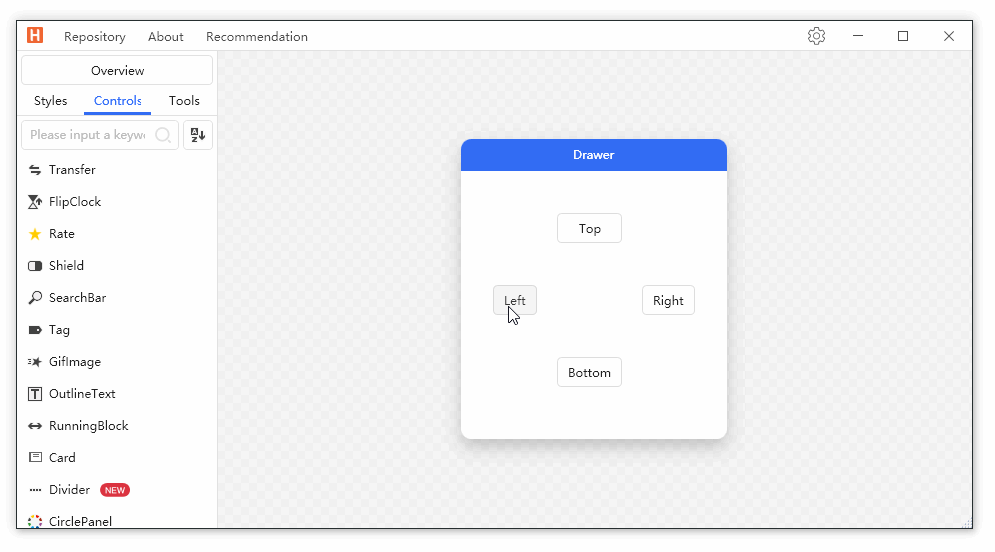 H Repository About Recommendation
Overview
Styles Controls Tools
Please input a keyw
A Z
Transfer
FlipClock
Rate
Shield
SearchBar
Tag
GifImage
T OutlineText
RunningBlock
Card
Divider NEW
CirclePanel
Drawer
Top
Left Right
Bottom